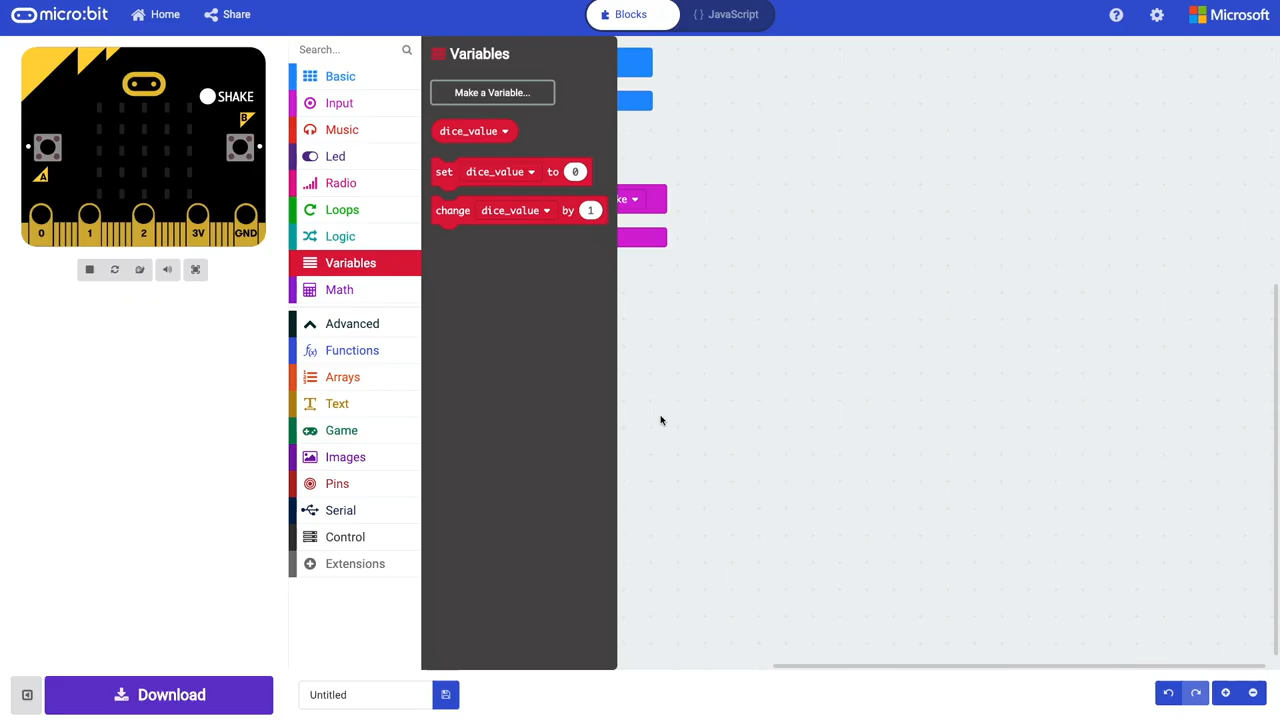 micro:bit Home Share Blocks { } JavaScript ? Microsoft
SHAKE
B
A
0 1 2 3V GND
Search...
Basic
Input
Music
Led
Radio
Loops
Logic
Variables
Math
Advanced
f(x) Functions
Arrays
Text
Game
Images
Pins
Serial
Control
Extensions
Variables
Make a Variable...
dice_value
set dice_value to 0
change dice_value by 1
ke
Download
Untitled